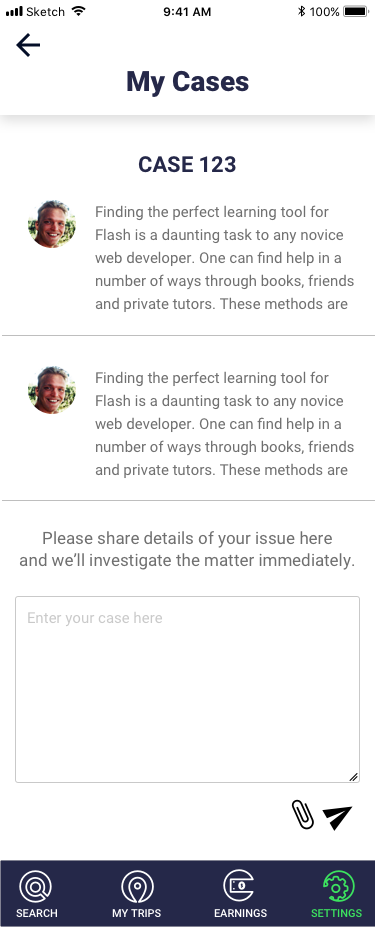 Sketch 9:41 AM 100%
My Cases
CASE 123
Finding the perfect learning tool for
Flash is a daunting task to any novice
web developer. One can find help in a
number of ways through books, friends
and private tutors. These methods are
Finding the perfect learning tool for
Flash is a daunting task to any novice
web developer. One can find help in a
number of ways through books, friends
and private tutors. These methods are
Please share details of your issue here
and we’ll investigate the matter immediately.
Enter your case here
SEARCH MY TRIPS EARNINGS SETTINGS